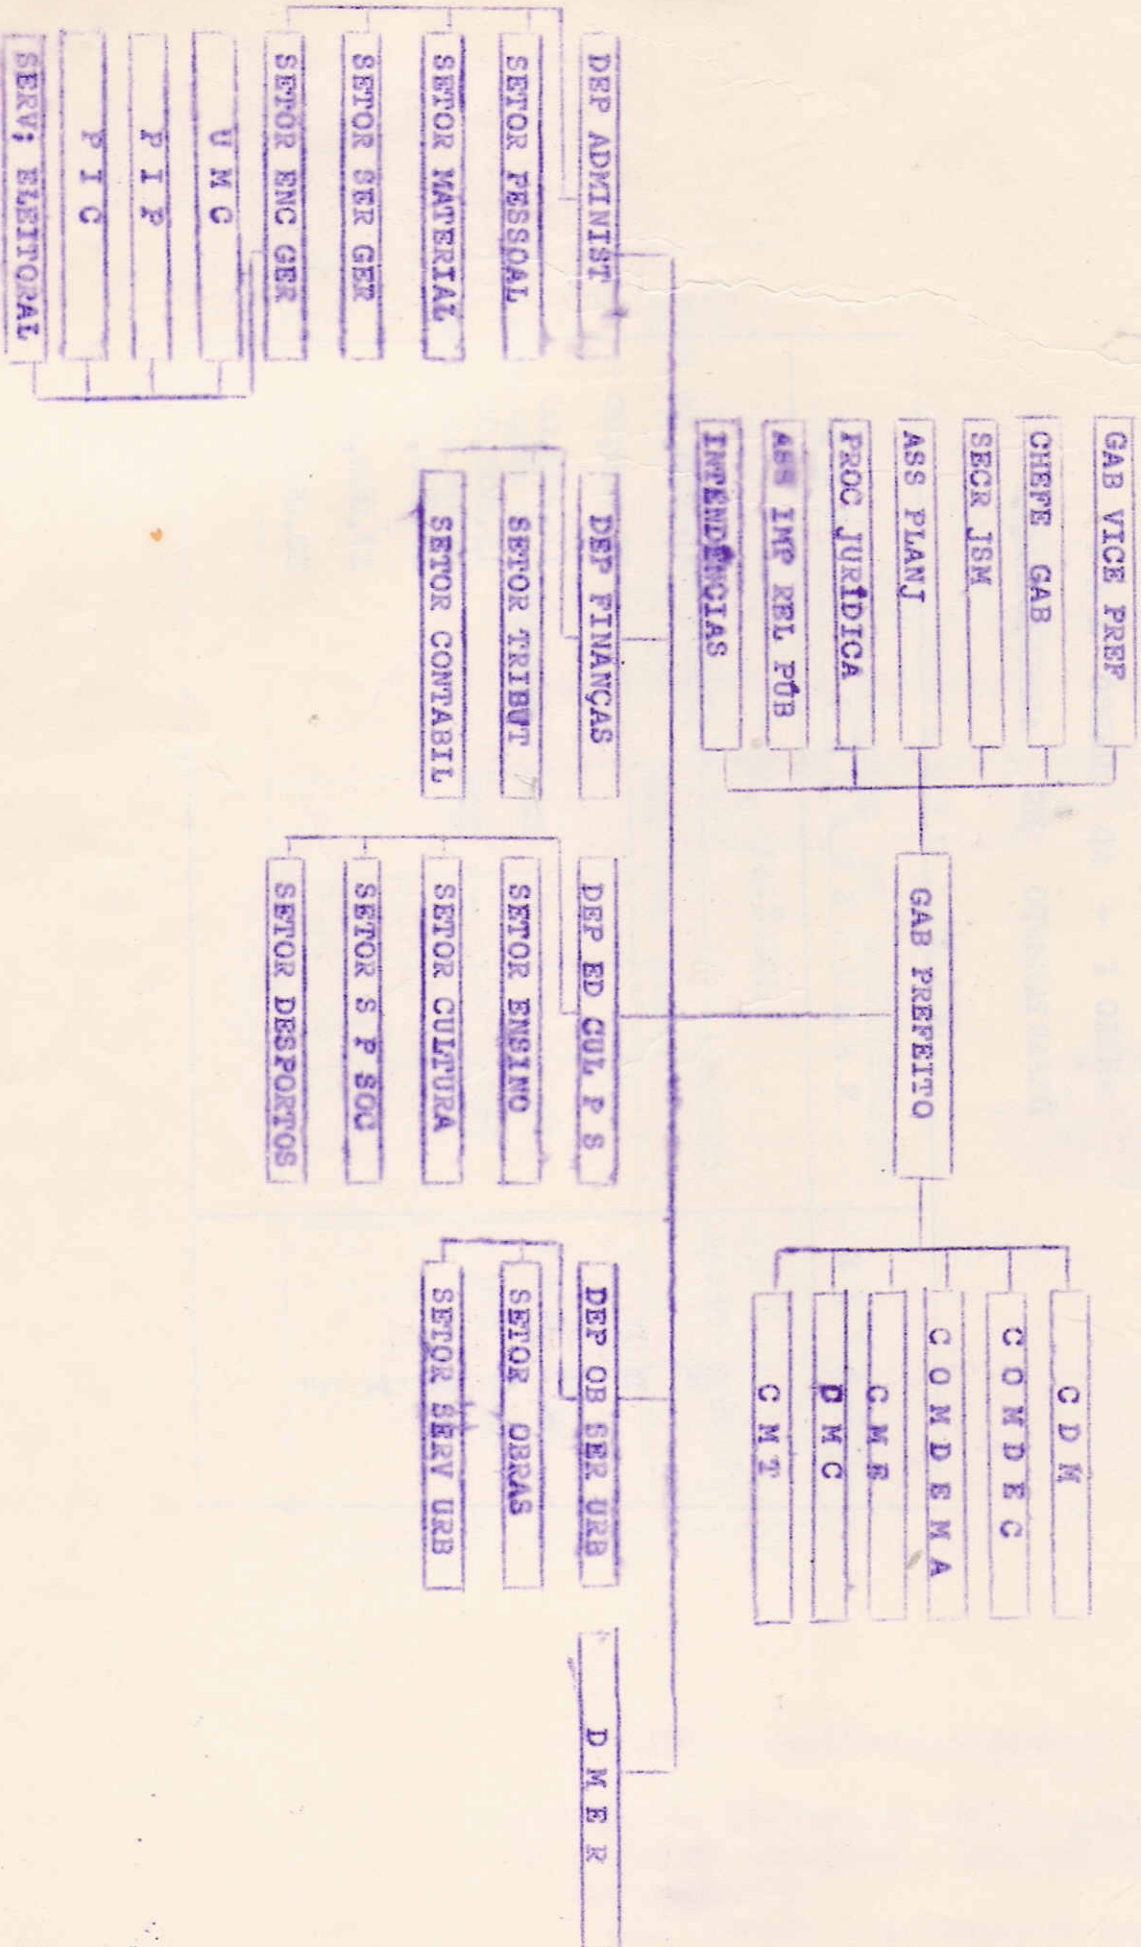 GAB VICE PREF
CHEFE GAB
SECR JSM
ASS PLANJ
PROC JURÍDICA
ASS IMP REL PÚB
INTENDÊNCIAS
GAB PREFEITO
C D M
C O M D E C
C O M D E M A
C M E
D M C
C M T
DEP ADMINIST
SETOR PESSOAL
SETOR MATERIAL
SETOR SER GER
SETOR ENC GER
U M C
P I P
P I C
SERV; ELEITORAL
DEP FINANÇAS
SETOR TRIBUT
SETOR CONTABIL
DEP ED CUL P S
SETOR ENSINO
SETOR CULTURA
SETOR S P SOC
SETOR DESPORTOS
DEP OB SER URB
SETOR OBRAS
SETOR SERV URB
D M E R